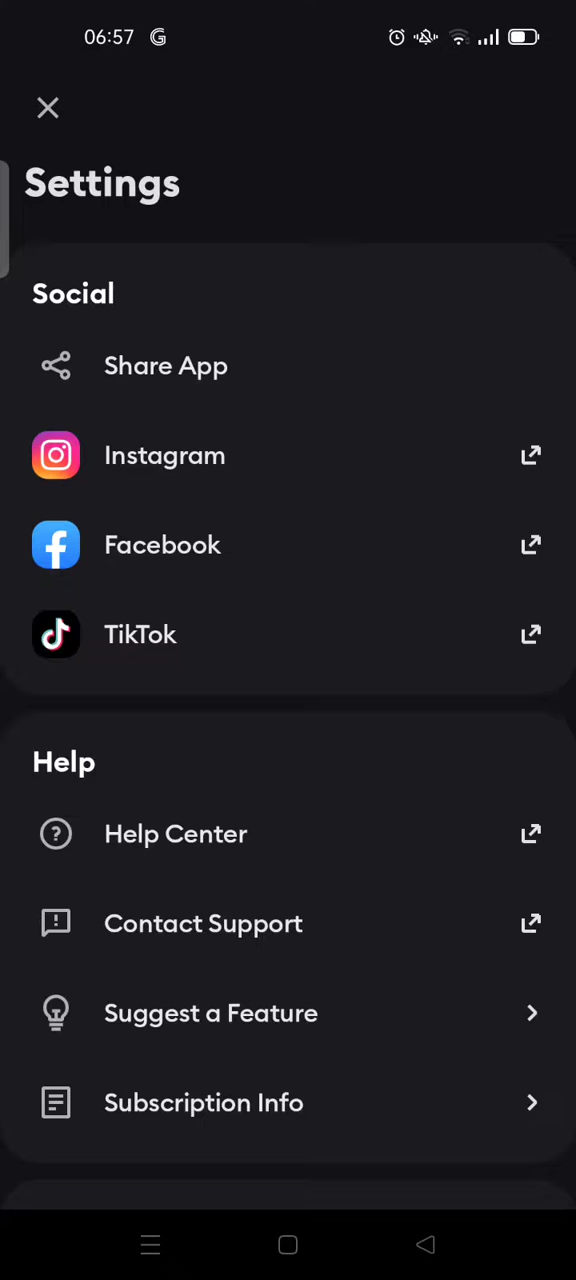 06:57
Settings
Social
Share App
Instagram
Facebook
TikTok
Help
Help Center
Contact Support
Suggest a Feature
Subscription Info